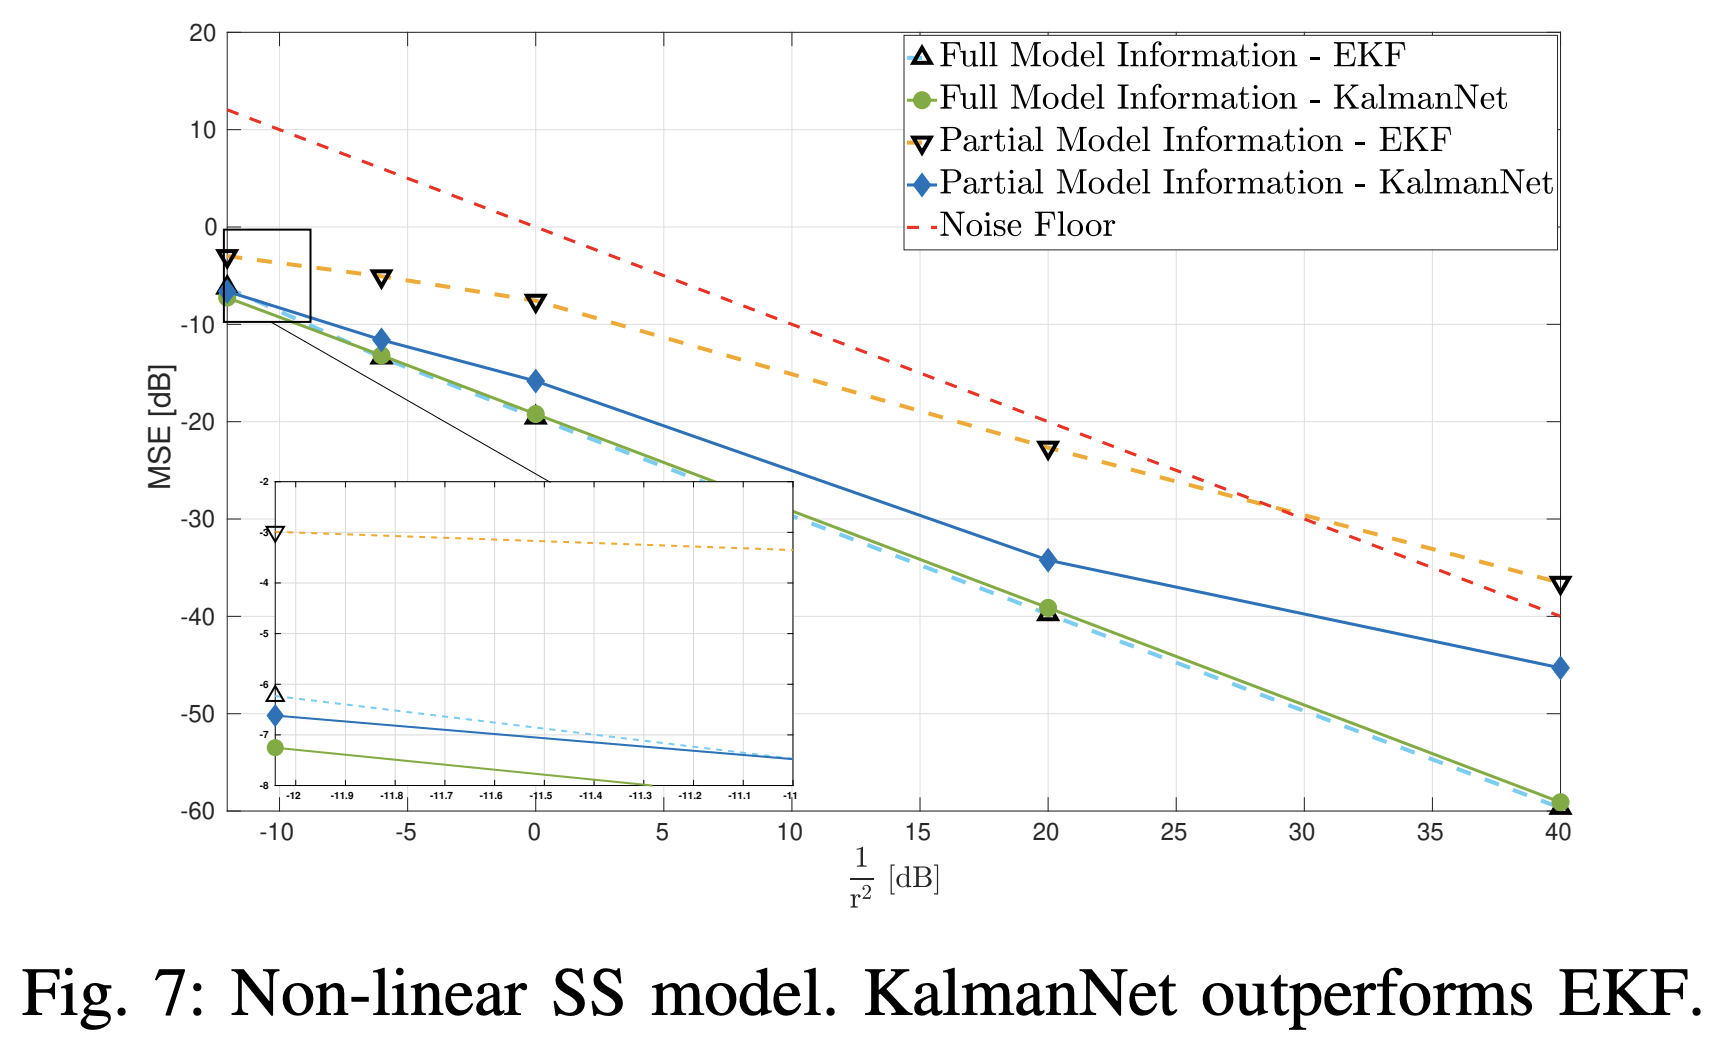 20
10
0
-10
-20
-30
-40
-50
-60
MSE [dB]
Full Model Information - EKF
Full Model Information - KalmanNet
Partial Model Information - EKF
Partial Model Information - KalmanNet
Noise Floor
-2
-3
-4
-5
-6
-7
-8
-12 -11.9 -11.8 -11.7 -11.6 -11.5 -11.4 -11.3 -11.2 -11.1 -11
-10 -5 0 5 10 15 20 25 30 35 40
1
r² [dB]
Fig. 7: Non-linear SS model. KalmanNet outperforms EKF.